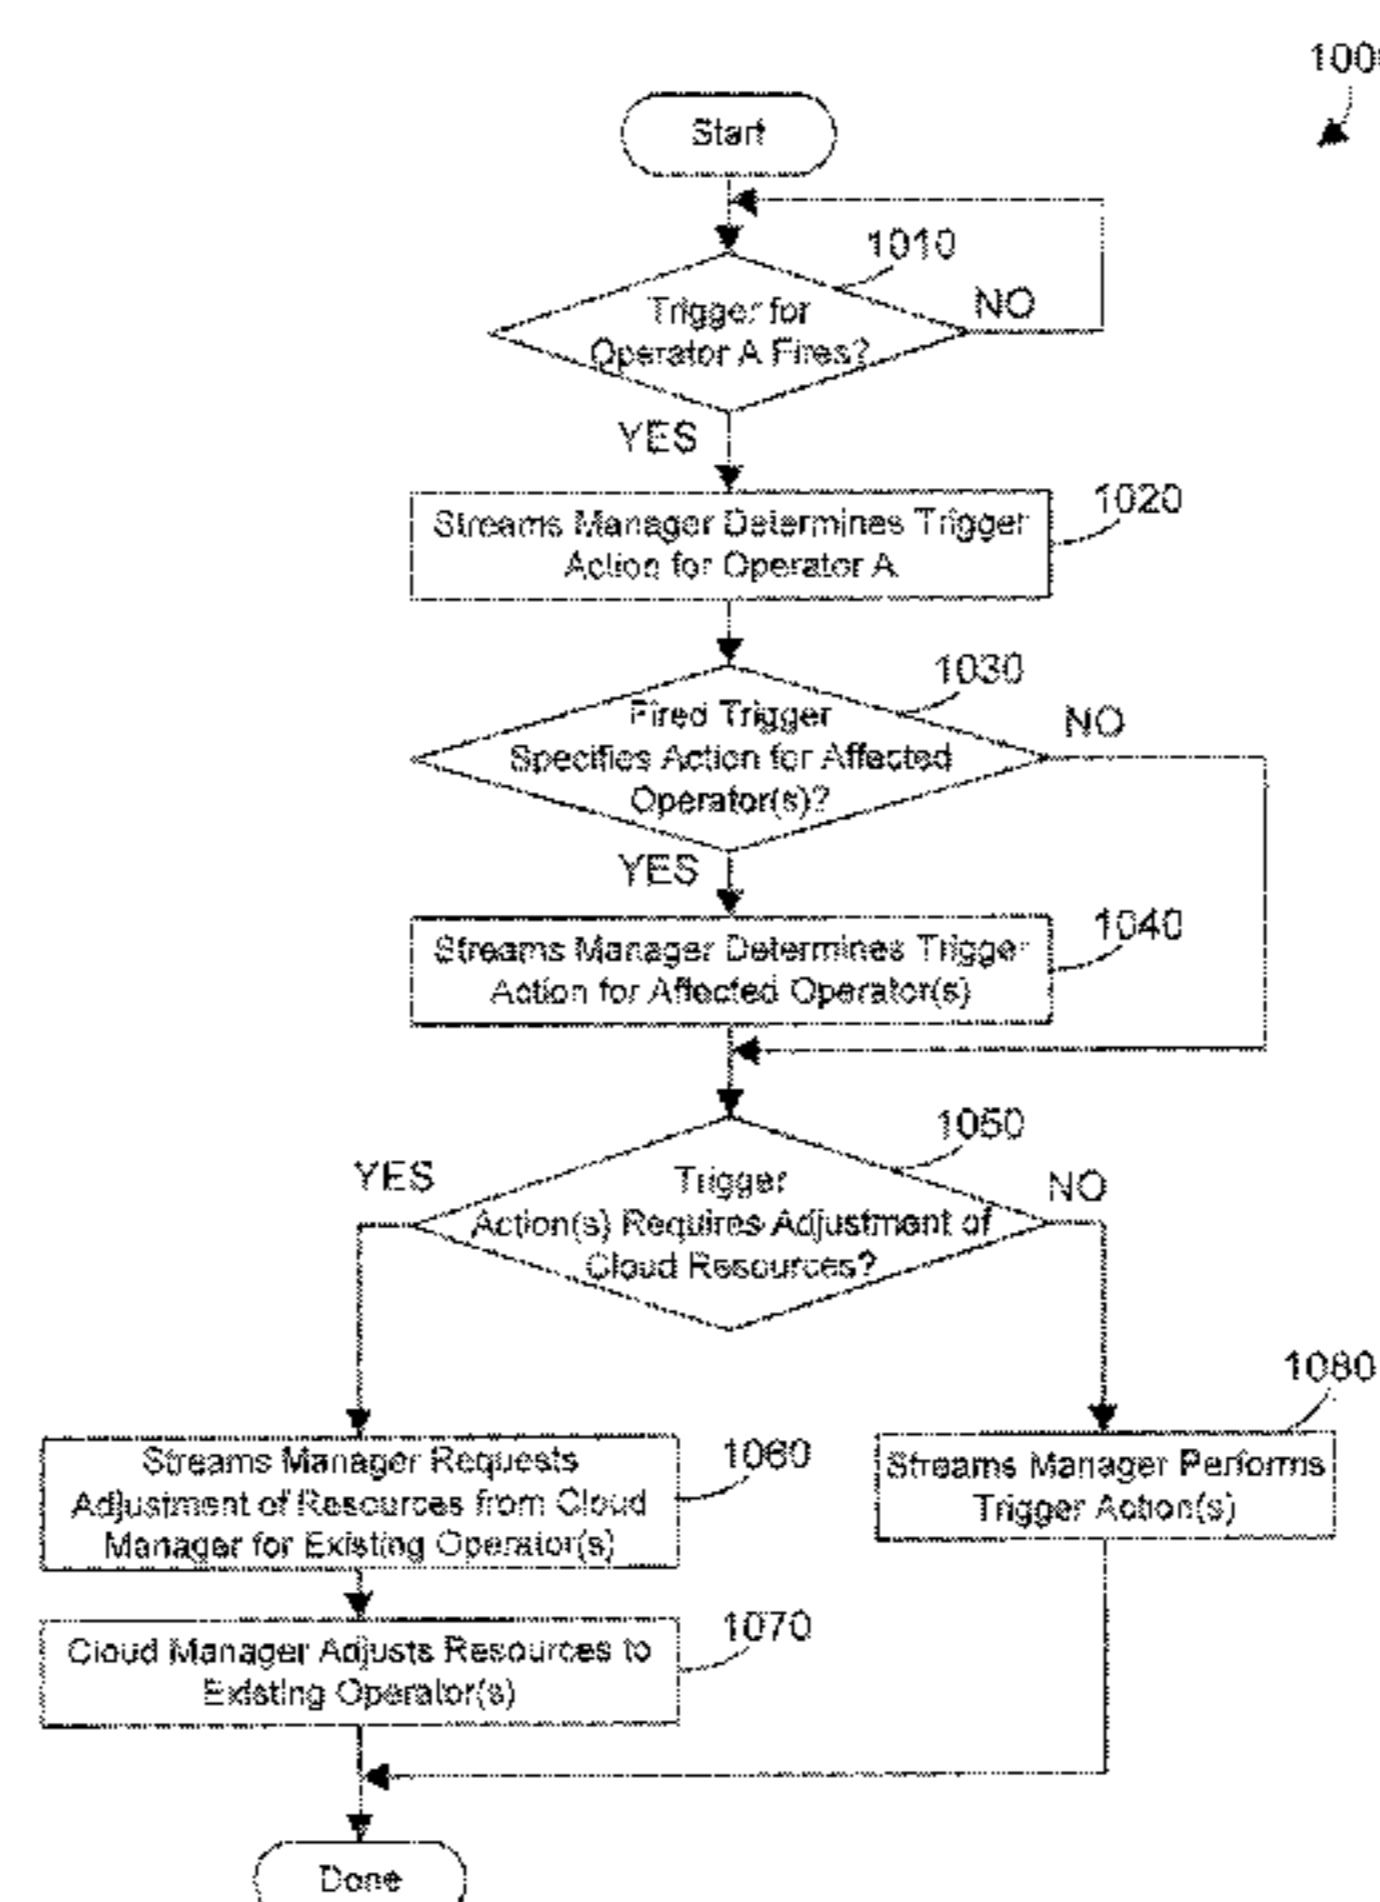 100
Start
1010
Trigger for
Operator A Fires?
NO
YES
1020
Streams Manager Determines Trigger
Action for Operator A
1030
Fired Trigger
Specifies Action for Affected
Operator(s)?
NO
YES
1040
Streams Manager Determines Trigger
Action for Affected Operator(s)
1050
YES
Trigger
Action(s) Requires Adjustment of
Cloud Resources?
NO
1080
Streams Manager Requests
Adjustment of Resources from Cloud
Manager for Existing Operator(s)
1060
Streams Manager Performs
Trigger Action(s)
1070
Cloud Manager Adjusts Resources to
Existing Operator(s)
Done